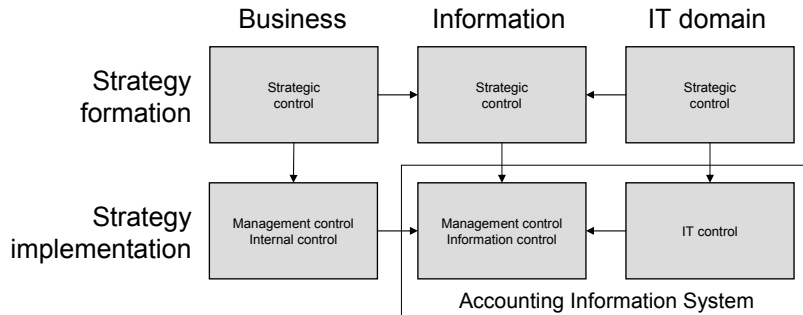 Business Information IT domain
Strategy
formation
Strategic
control
Strategic
control
Strategic
control
Strategy
implementation
Management control
Internal control
Management control
Information control
IT control
Accounting Information System